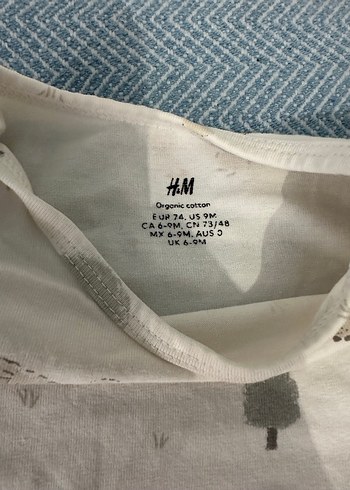 H&M
Organic cotton
EUR 74, US 9M
CA 6-9M, CN 73/48
MX 6-9M, AUS 0
UK 6-9M